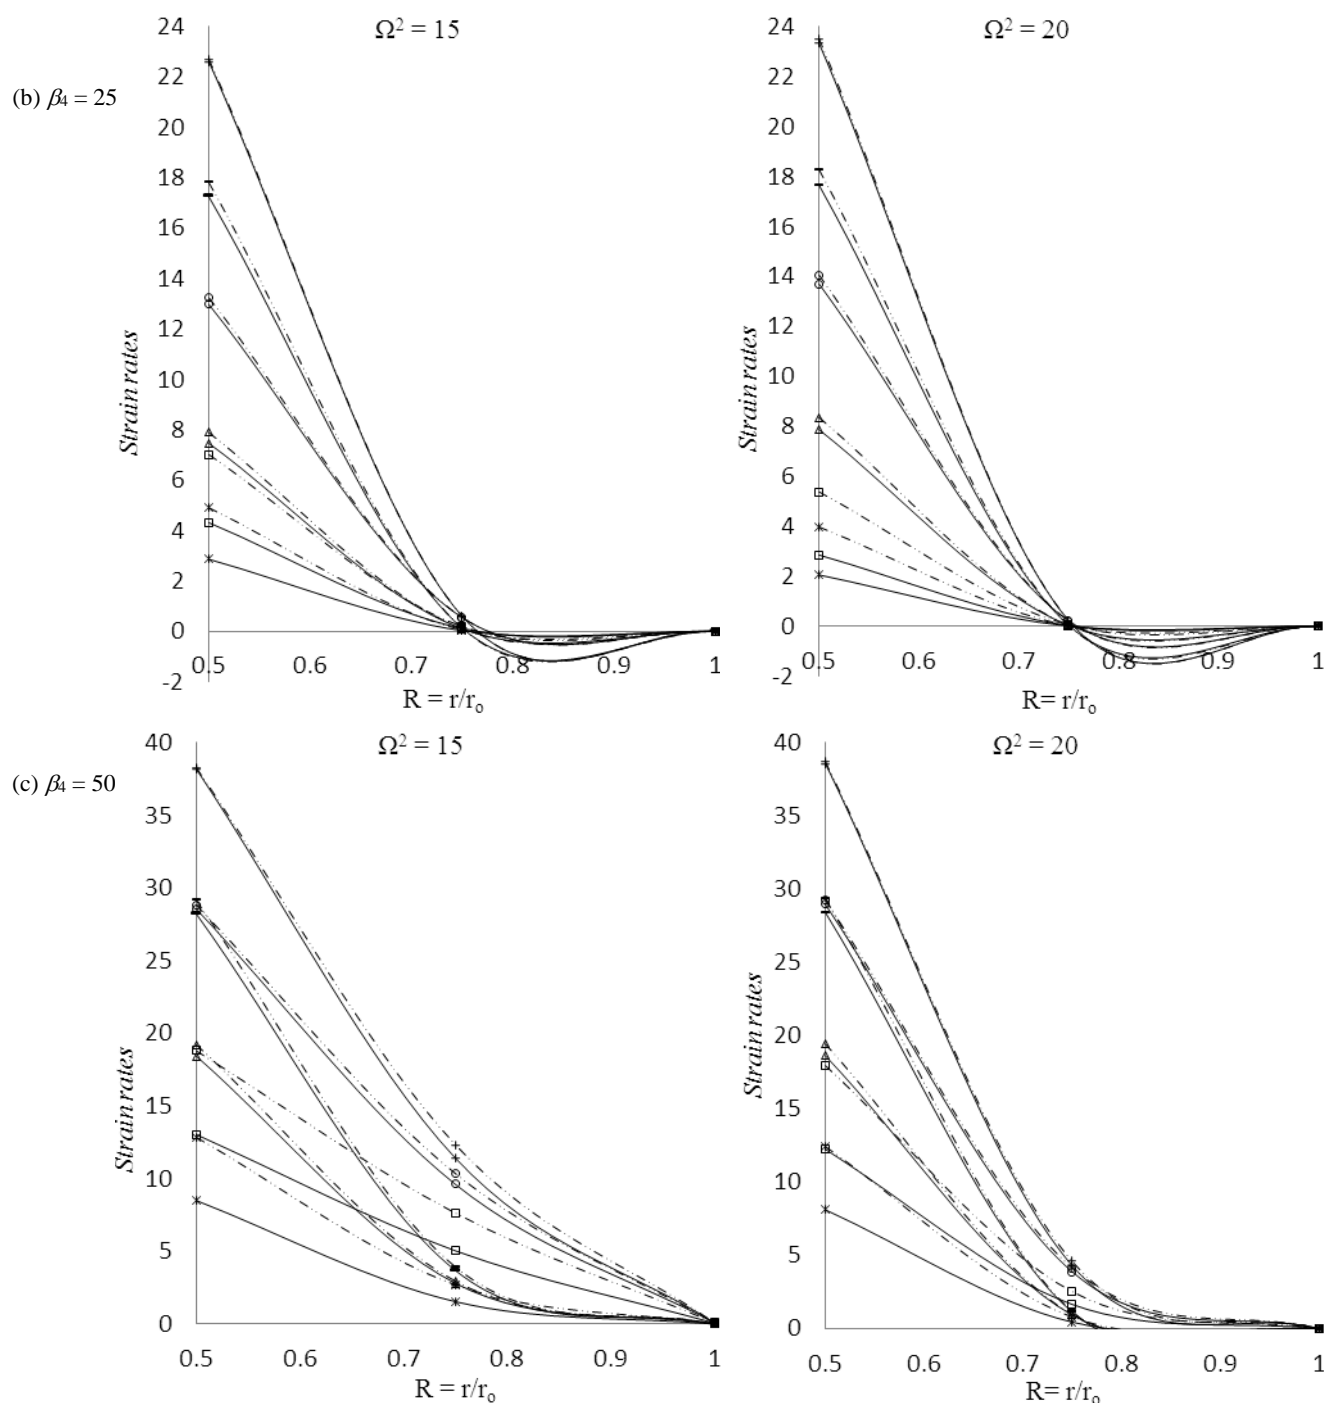 (b) β₄ = 25
Ω² = 15
24
22
20
18
16
14
12
10
8
6
4
2
0
-2
Strain rates
0.5 0.6 0.7 0.8 0.9 1
R = r/rₒ
Ω² = 20
24
22
20
18
16
14
12
10
8
6
4
2
0
-2
Strain rates
0.5 0.6 0.7 0.8 0.9 1
R= r/rₒ
(c) β₄ = 50
Ω² = 15
40
35
30
25
20
15
10
5
0
Strain rates
0.5 0.6 0.7 0.8 0.9 1
R = r/rₒ
Ω² = 20
40
35
30
25
20
15
10
5
0
Strain rates
0.5 0.6 0.7 0.8 0.9 1
R= r/rₒ